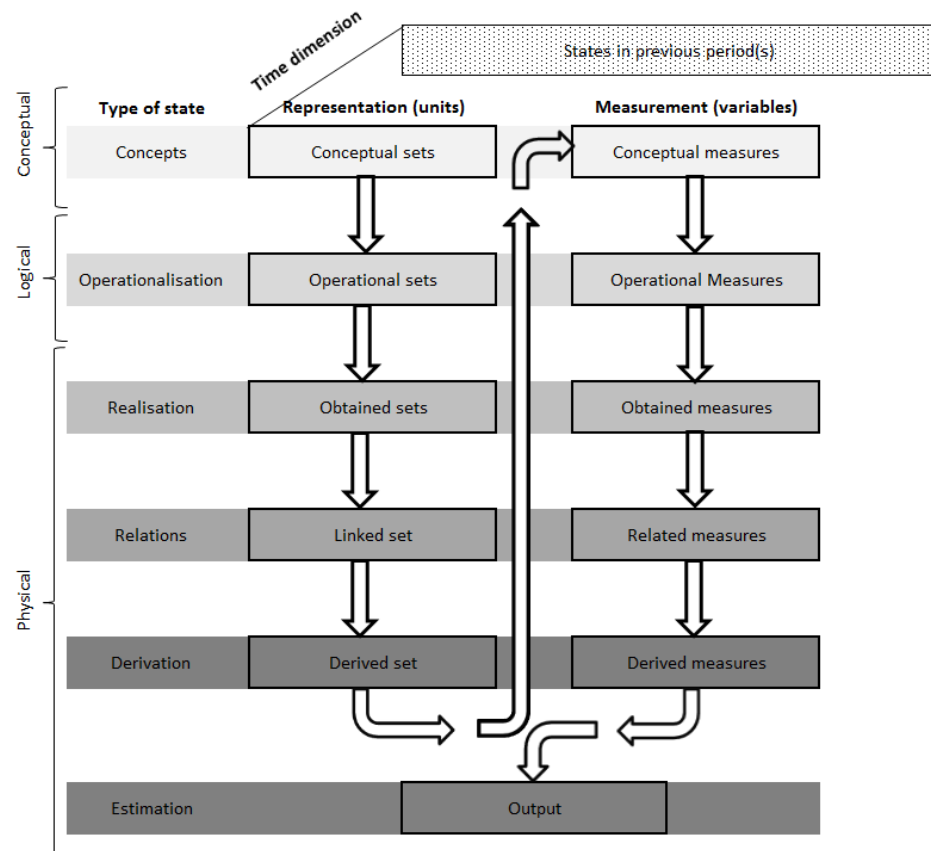 Time dimension
States in previous period(s)
Conceptual
Type of state
Representation (units)
Measurement (variables)
Concepts
Conceptual sets
Conceptual measures
Logical
Operationalisation
Operational sets
Operational Measures
Physical
Realisation
Obtained sets
Obtained measures
Relations
Linked set
Related measures
Derivation
Derived set
Derived measures
Estimation
Output